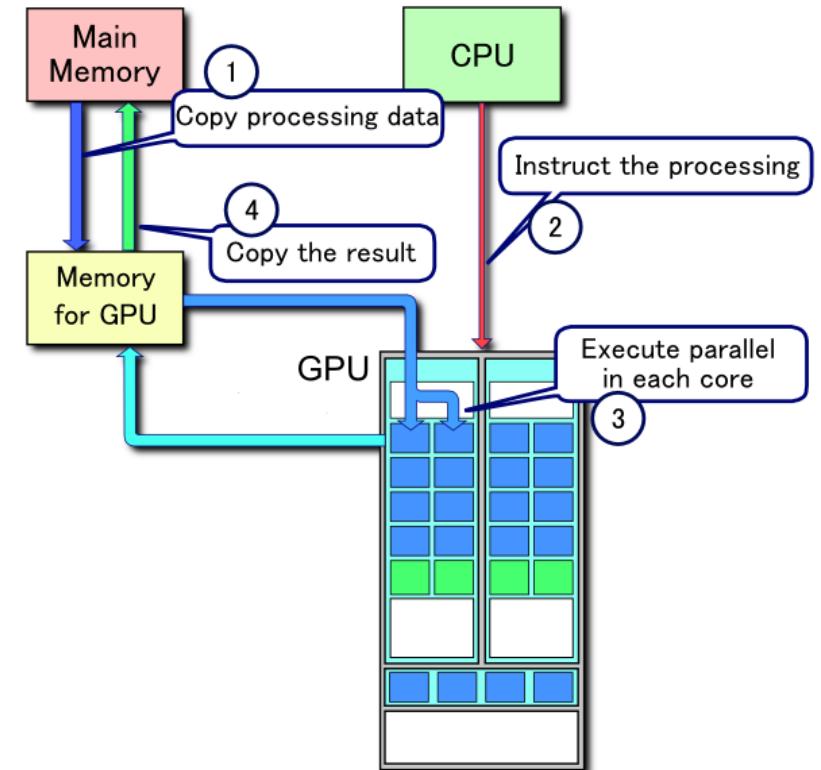 Main
Memory
CPU
1
Copy processing data
Instruct the processing
2
4
Copy the result
Memory
for GPU
GPU
Execute parallel
in each core
3